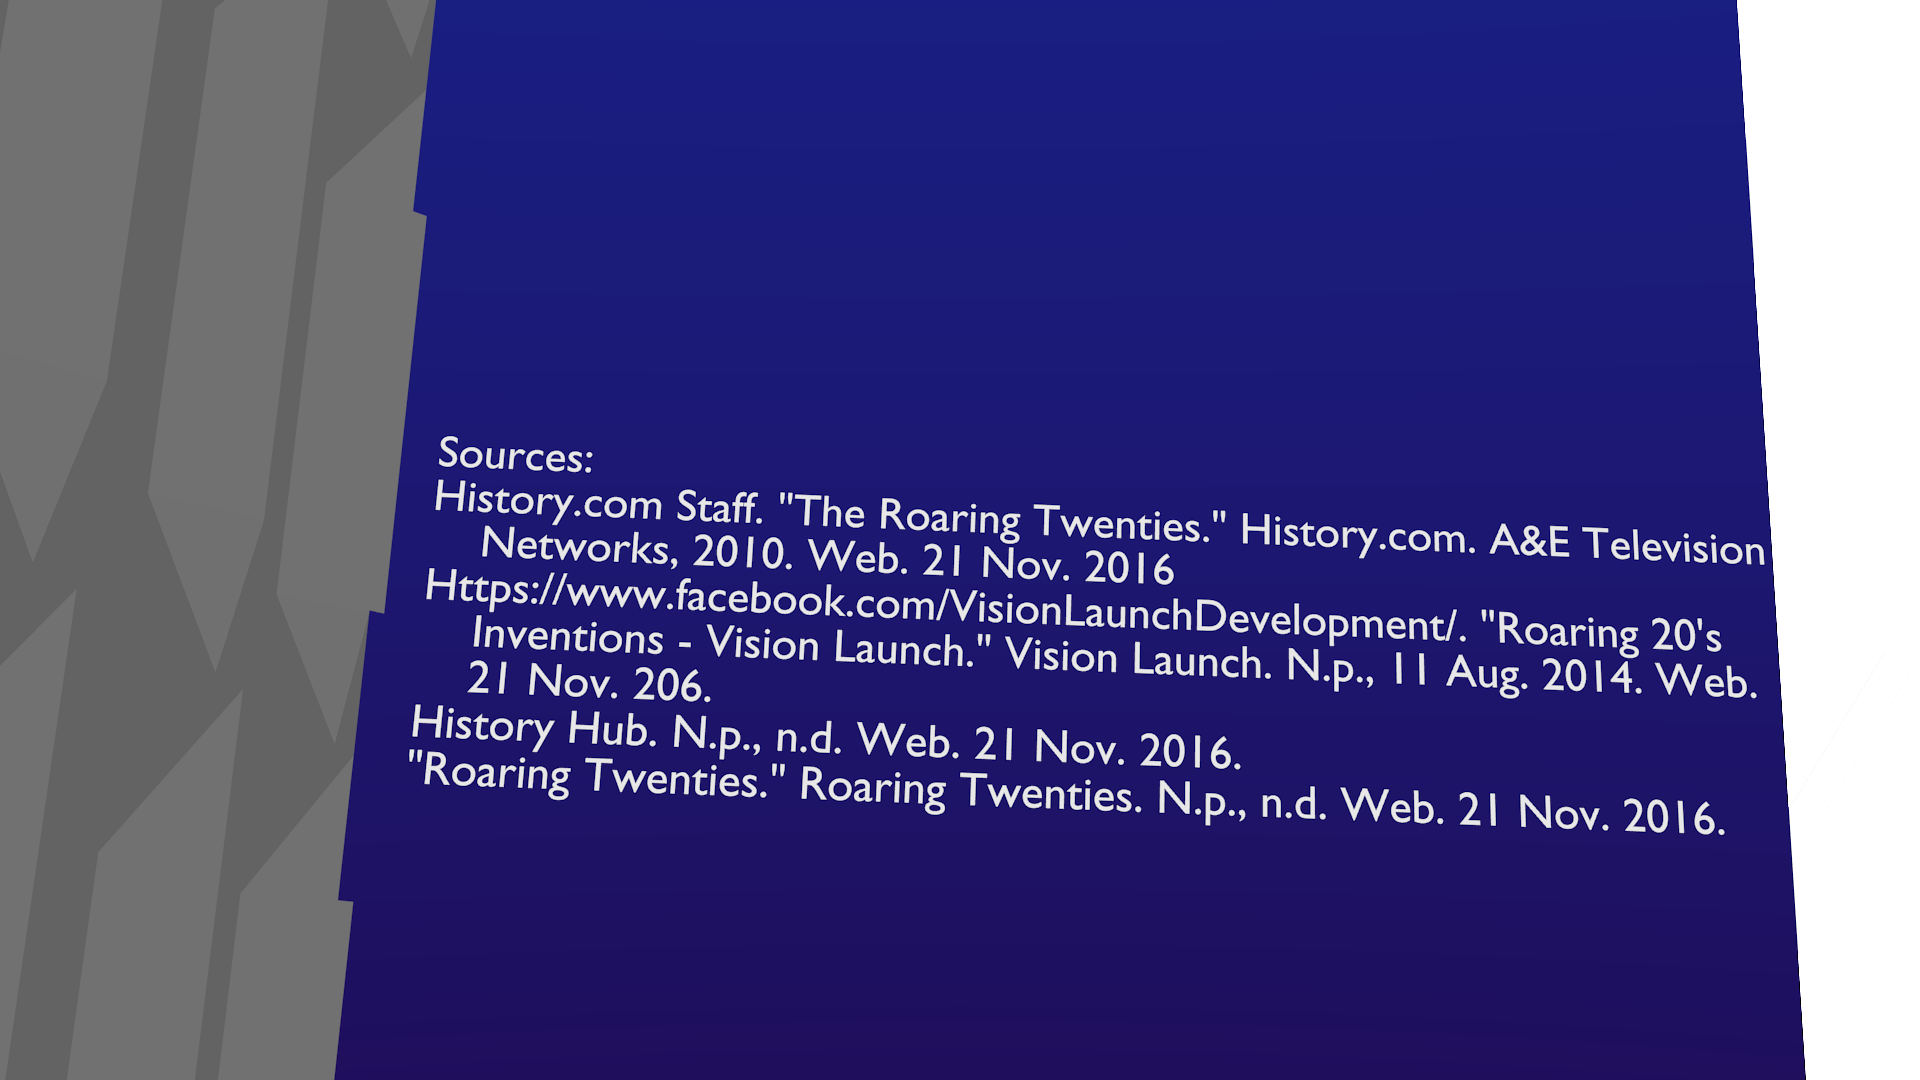 Sources:
History.com Staff. "The Roaring Twenties." History.com. A&E Television
Networks, 2010. Web. 21 Nov. 2016
Https://www.facebook.com/VisionLaunchDevelopment/. "Roaring 20's
Inventions - Vision Launch." Vision Launch. N.p., 11 Aug. 2014. Web.
21 Nov. 206.
History Hub. N.p., n.d. Web. 21 Nov. 2016.
"Roaring Twenties." Roaring Twenties. N.p., n.d. Web. 21 Nov. 2016.